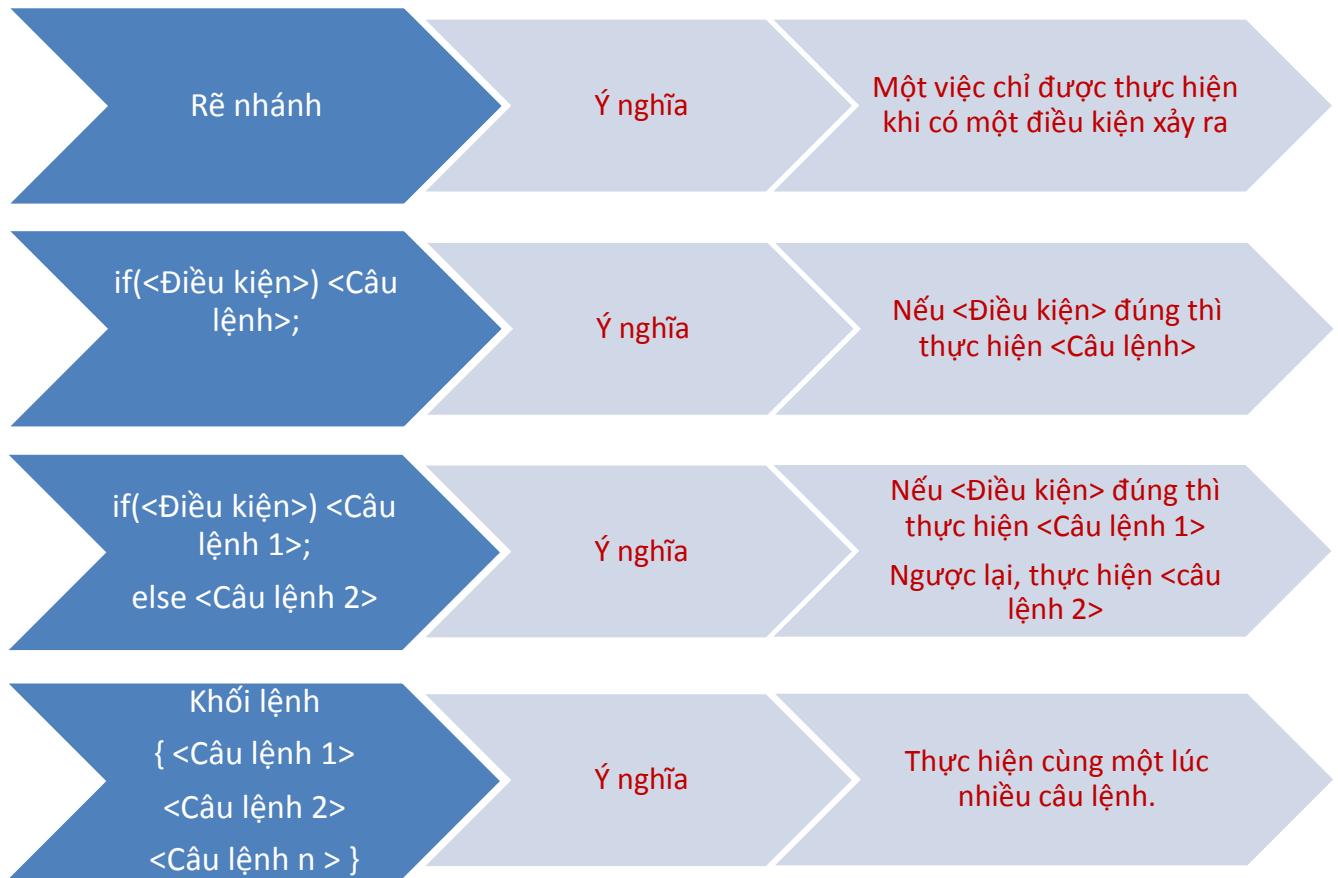 Rẽ nhánh
Ý nghĩa
Một việc chỉ được thực hiện
khi có một điều kiện xảy ra
if(<Điều kiện>) <Câu
lệnh>;
Ý nghĩa
Nếu <Điều kiện> đúng thì
thực hiện <Câu lệnh>
if(<Điều kiện>) <Câu
lệnh 1>;
else <Câu lệnh 2>
Ý nghĩa
Nếu <Điều kiện> đúng thì
thực hiện <Câu lệnh 1>
Ngược lại, thực hiện <câu
lệnh 2>
Khối lệnh
{ <Câu lệnh 1>
<Câu lệnh 2>
<Câu lệnh n > }
Ý nghĩa
Thực hiện cùng một lúc
nhiều câu lệnh.